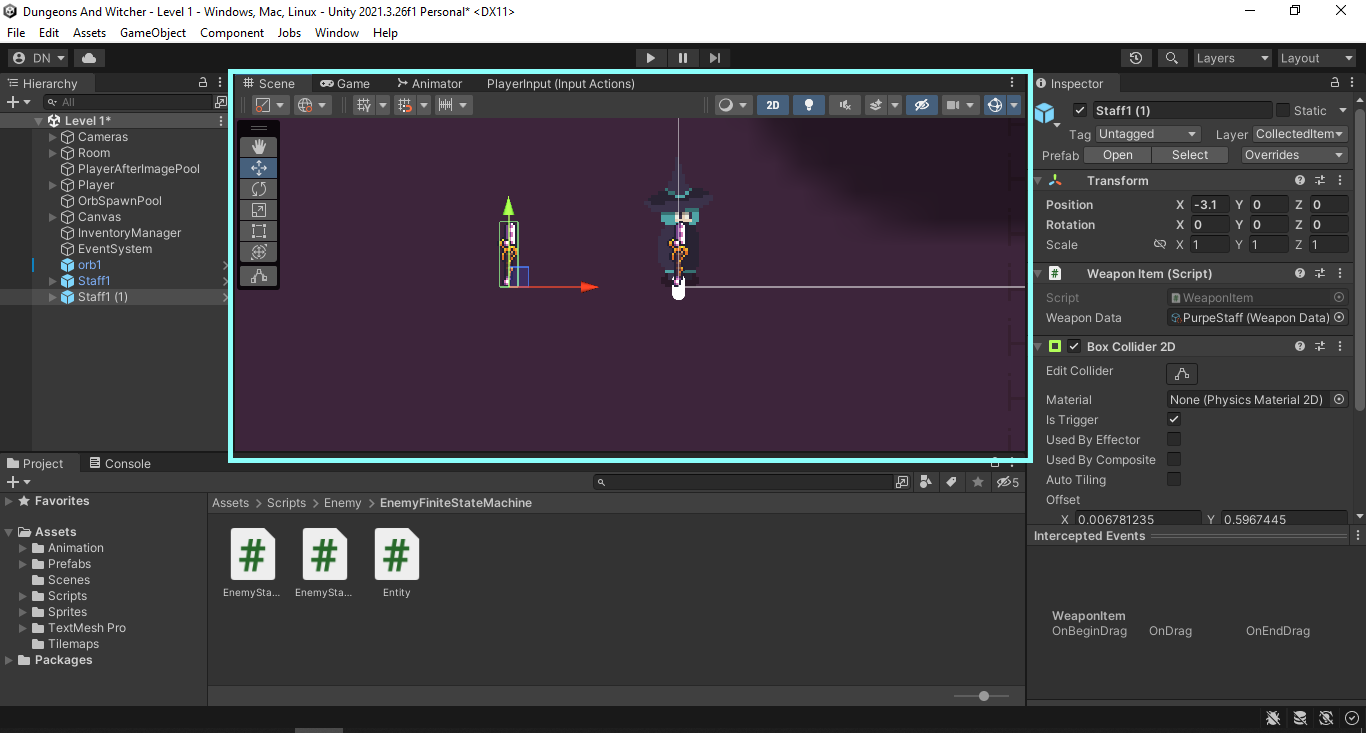 Dungeons And Witcher - Level 1 - Windows, Mac, Linux - Unity 2021.3.26f1 Personal* <DX11>
File Edit Assets GameObject Component Jobs Window Help
DN Layers Layout
Hierarchy
All
Level 1*
Cameras
Room
PlayerAfterImagePool
Player
OrbSpawnPool
Canvas
InventoryManager
EventSystem
orb1
Staff1
Staff1 (1)
Scene Game Animator PlayerInput (Input Actions)
2D
Inspector
Staff1 (1) Static
Tag Untagged Layer CollectedItem
Prefab Open Select Overrides
Transform
Position X -3.1 Y 0 Z 0
Rotation X 0 Y 0 Z 0
Scale X 1 Y 1 Z 1
# Weapon Item (Script)
Script WeaponItem
Weapon Data PurpeStaff (Weapon Data)
Box Collider 2D
Edit Collider
Material None (Physics Material 2D)
Is Trigger
Used By Effector
Used By Composite
Auto Tiling
Offset
X 0.006781235 Y 0.5967445
Intercepted Events
WeaponItem
OnBeginDrag OnDrag OnEndDrag
Project Console
5
Favorites
Assets
Animation
Prefabs
Scenes
Scripts
Sprites
TextMesh Pro
Tilemaps
Packages
Assets > Scripts > Enemy > EnemyFiniteStateMachine
# # #
EnemySta... EnemySta... Entity